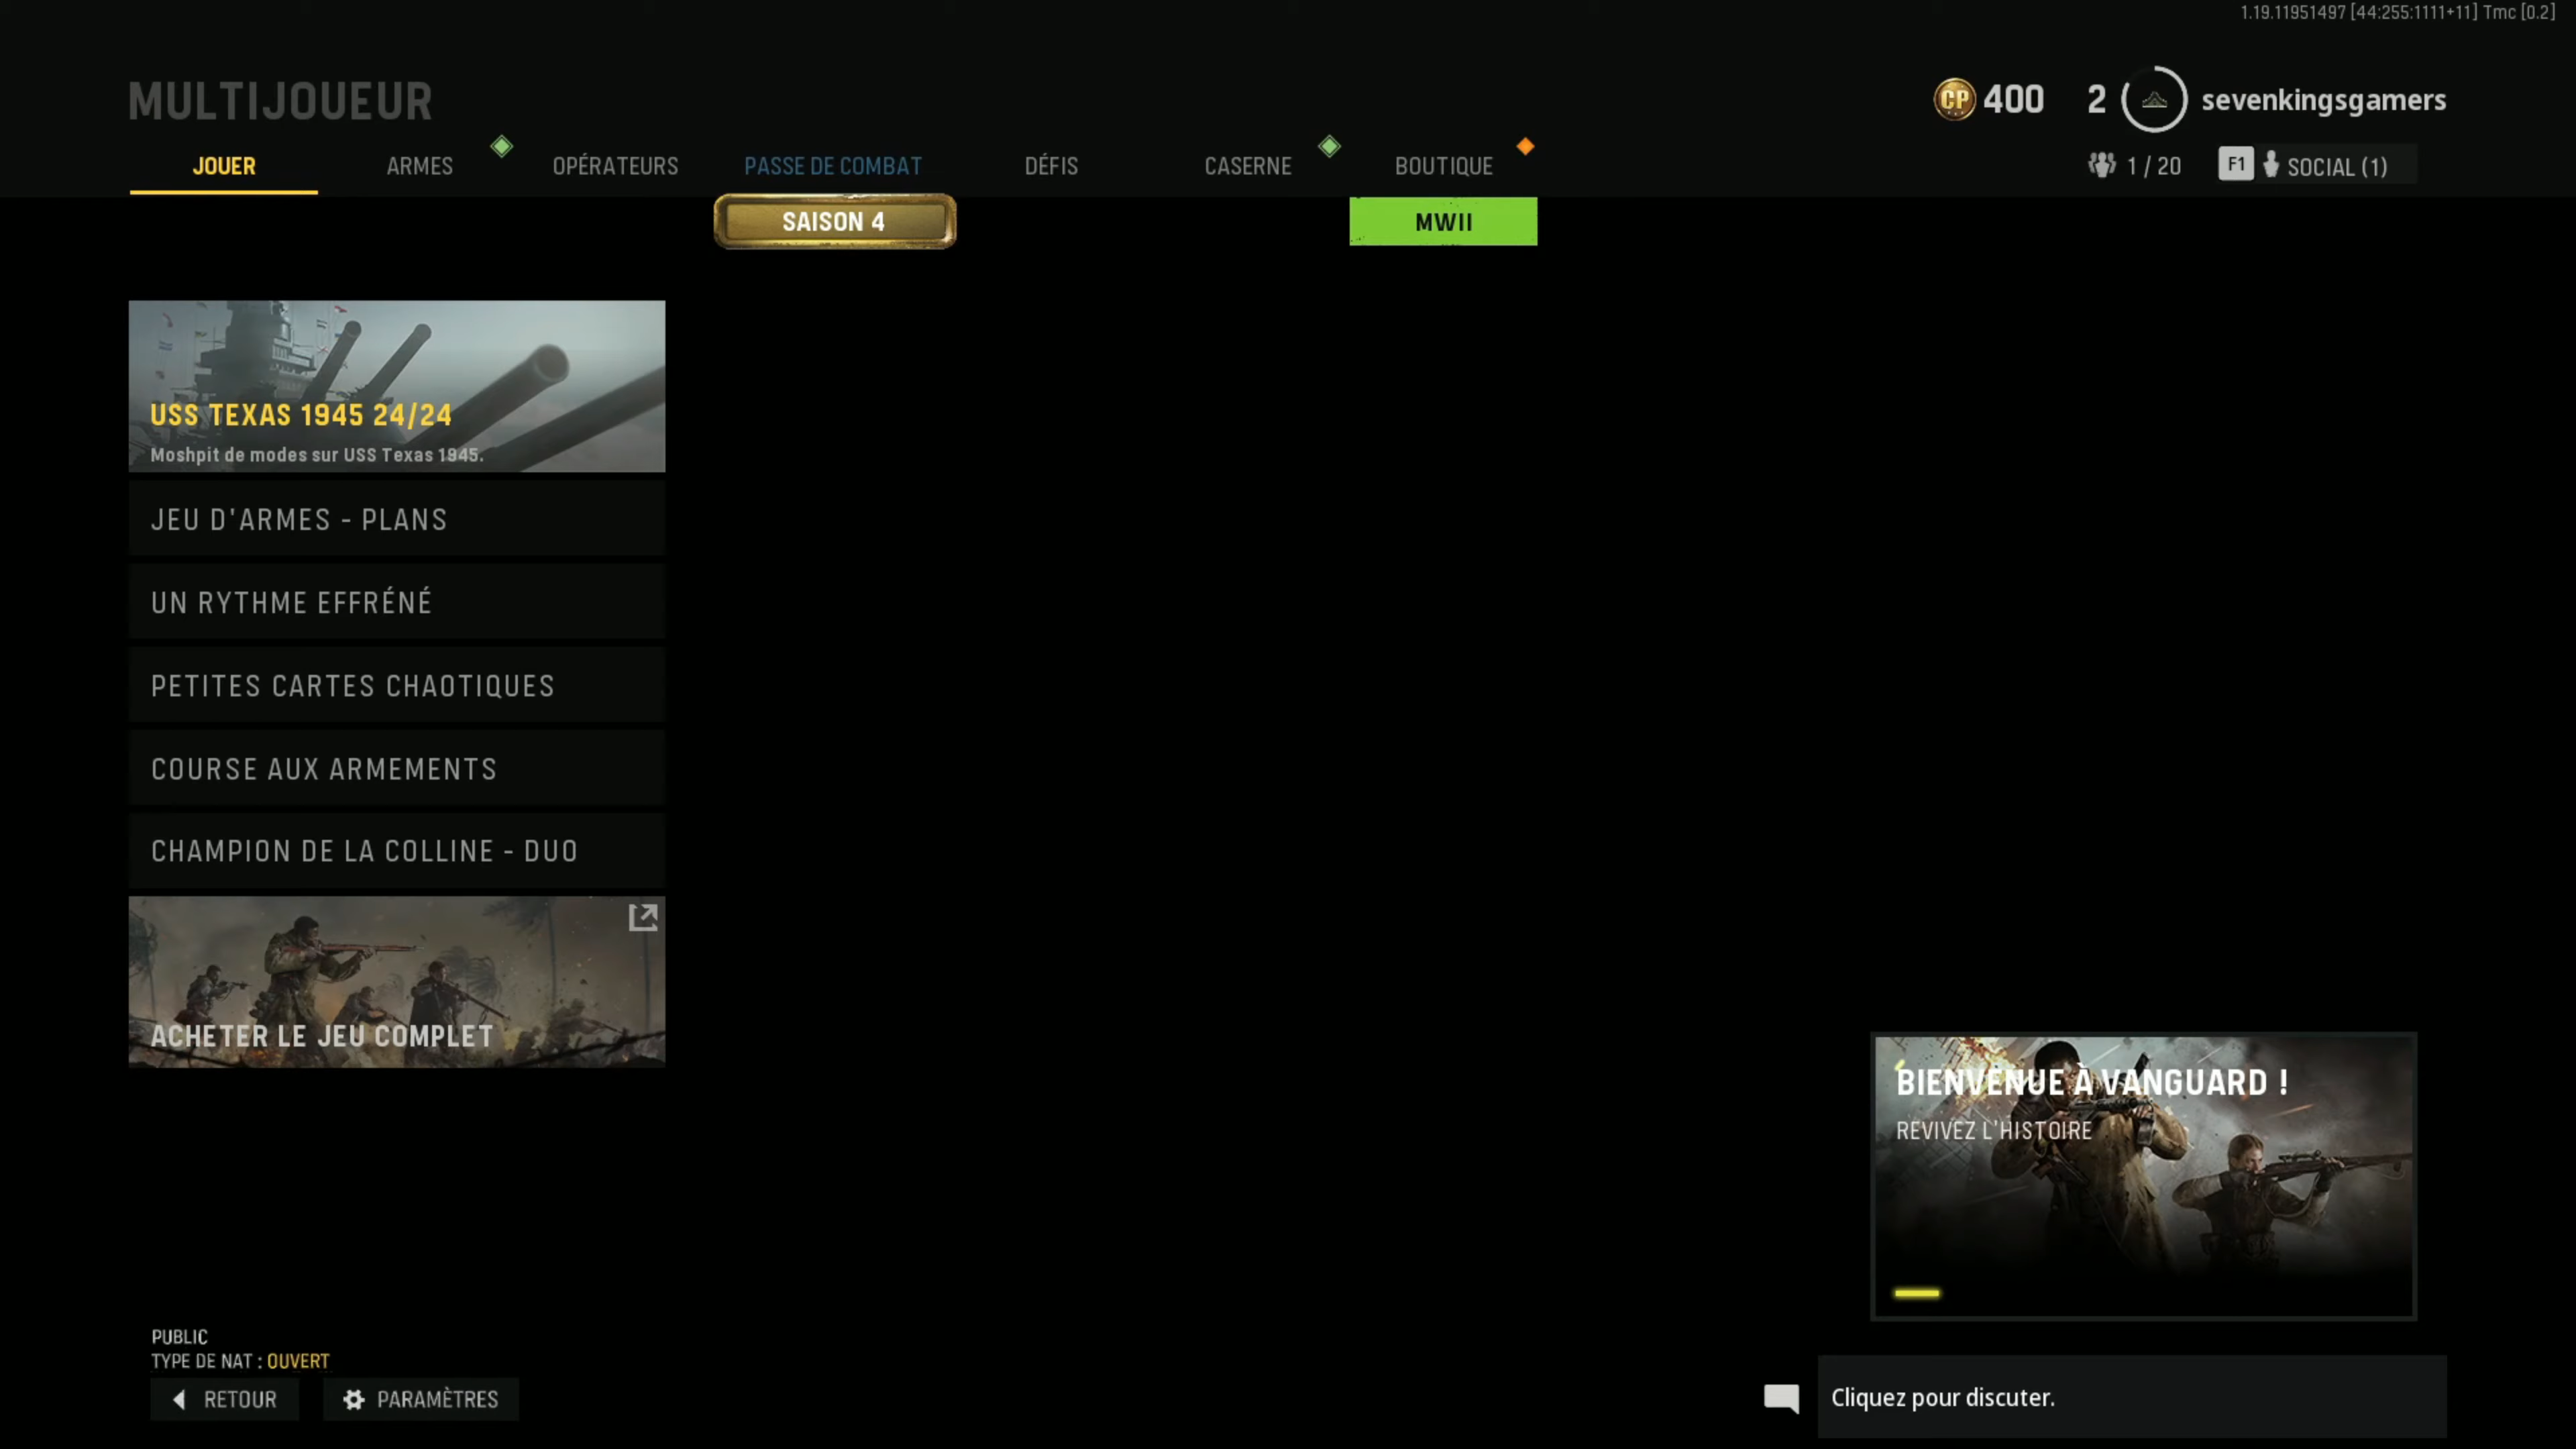 1.19.11951497 [44:255:1111+11] Tmc [0.2]
MULTIJOUEUR
CP 400 2 sevenkingsgamers
JOUER ARMES OPÉRATEURS PASSE DE COMBAT DÉFIS CASERNE BOUTIQUE
1 / 20 F1 SOCIAL (1)
SAISON 4 MWII
USS TEXAS 1945 24/24
Moshpit de modes sur USS Texas 1945.
JEU D'ARMES - PLANS
UN RYTHME EFFRÉNÉ
PETITES CARTES CHAOTIQUES
COURSE AUX ARMEMENTS
CHAMPION DE LA COLLINE - DUO
ACHETER LE JEU COMPLET
BIENVENUE À VANGUARD !
REVIVEZ L'HISTOIRE
PUBLIC
TYPE DE NAT : OUVERT
RETOUR PARAMÈTRES
Cliquez pour discuter.